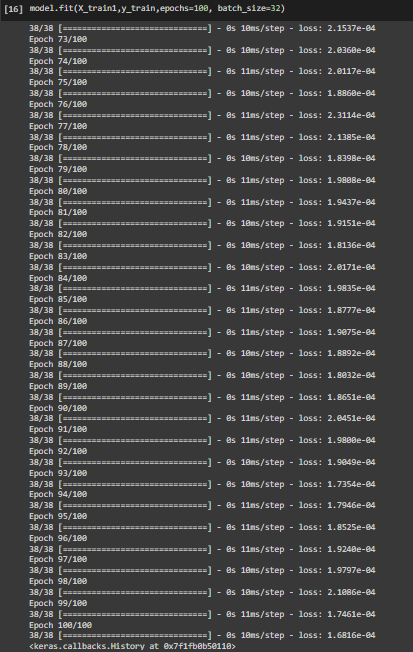 [16] model.fit(X_train1,y_train,epochs=100, batch_size=32)
38/38 [==============================] - 0s 10ms/step - loss: 2.1537e-04
Epoch 73/100
38/38 [==============================] - 0s 10ms/step - loss: 2.0360e-04
Epoch 74/100
38/38 [==============================] - 0s 11ms/step - loss: 2.0117e-04
Epoch 75/100
38/38 [==============================] - 0s 10ms/step - loss: 1.8860e-04
Epoch 76/100
38/38 [==============================] - 0s 11ms/step - loss: 2.3114e-04
Epoch 77/100
38/38 [==============================] - 0s 11ms/step - loss: 2.1385e-04
Epoch 78/100
38/38 [==============================] - 0s 10ms/step - loss: 1.8398e-04
Epoch 79/100
38/38 [==============================] - 0s 11ms/step - loss: 1.9808e-04
Epoch 80/100
38/38 [==============================] - 0s 11ms/step - loss: 1.9437e-04
Epoch 81/100
38/38 [==============================] - 0s 10ms/step - loss: 1.9151e-04
Epoch 82/100
38/38 [==============================] - 0s 10ms/step - loss: 1.8136e-04
Epoch 83/100
38/38 [==============================] - 0s 10ms/step - loss: 2.0171e-04
Epoch 84/100
38/38 [==============================] - 0s 11ms/step - loss: 1.9835e-04
Epoch 85/100
38/38 [==============================] - 0s 11ms/step - loss: 1.8777e-04
Epoch 86/100
38/38 [==============================] - 0s 11ms/step - loss: 1.9075e-04
Epoch 87/100
38/38 [==============================] - 0s 10ms/step - loss: 1.8892e-04
Epoch 88/100
38/38 [==============================] - 0s 10ms/step - loss: 1.8032e-04
Epoch 89/100
38/38 [==============================] - 0s 11ms/step - loss: 1.8651e-04
Epoch 90/100
38/38 [==============================] - 0s 11ms/step - loss: 2.0451e-04
Epoch 91/100
38/38 [==============================] - 0s 11ms/step - loss: 1.9800e-04
Epoch 92/100
38/38 [==============================] - 0s 10ms/step - loss: 1.9049e-04
Epoch 93/100
38/38 [==============================] - 0s 10ms/step - loss: 1.7354e-04
Epoch 94/100
38/38 [==============================] - 0s 11ms/step - loss: 1.7946e-04
Epoch 95/100
38/38 [==============================] - 0s 11ms/step - loss: 1.8525e-04
Epoch 96/100
38/38 [==============================] - 0s 11ms/step - loss: 1.9240e-04
Epoch 97/100
38/38 [==============================] - 0s 10ms/step - loss: 1.9797e-04
Epoch 98/100
38/38 [==============================] - 0s 10ms/step - loss: 2.1086e-04
Epoch 99/100
38/38 [==============================] - 0s 11ms/step - loss: 1.7461e-04
Epoch 100/100
38/38 [==============================] - 0s 10ms/step - loss: 1.6816e-04
<keras.callbacks.History at 0x7f1fb0b50110>